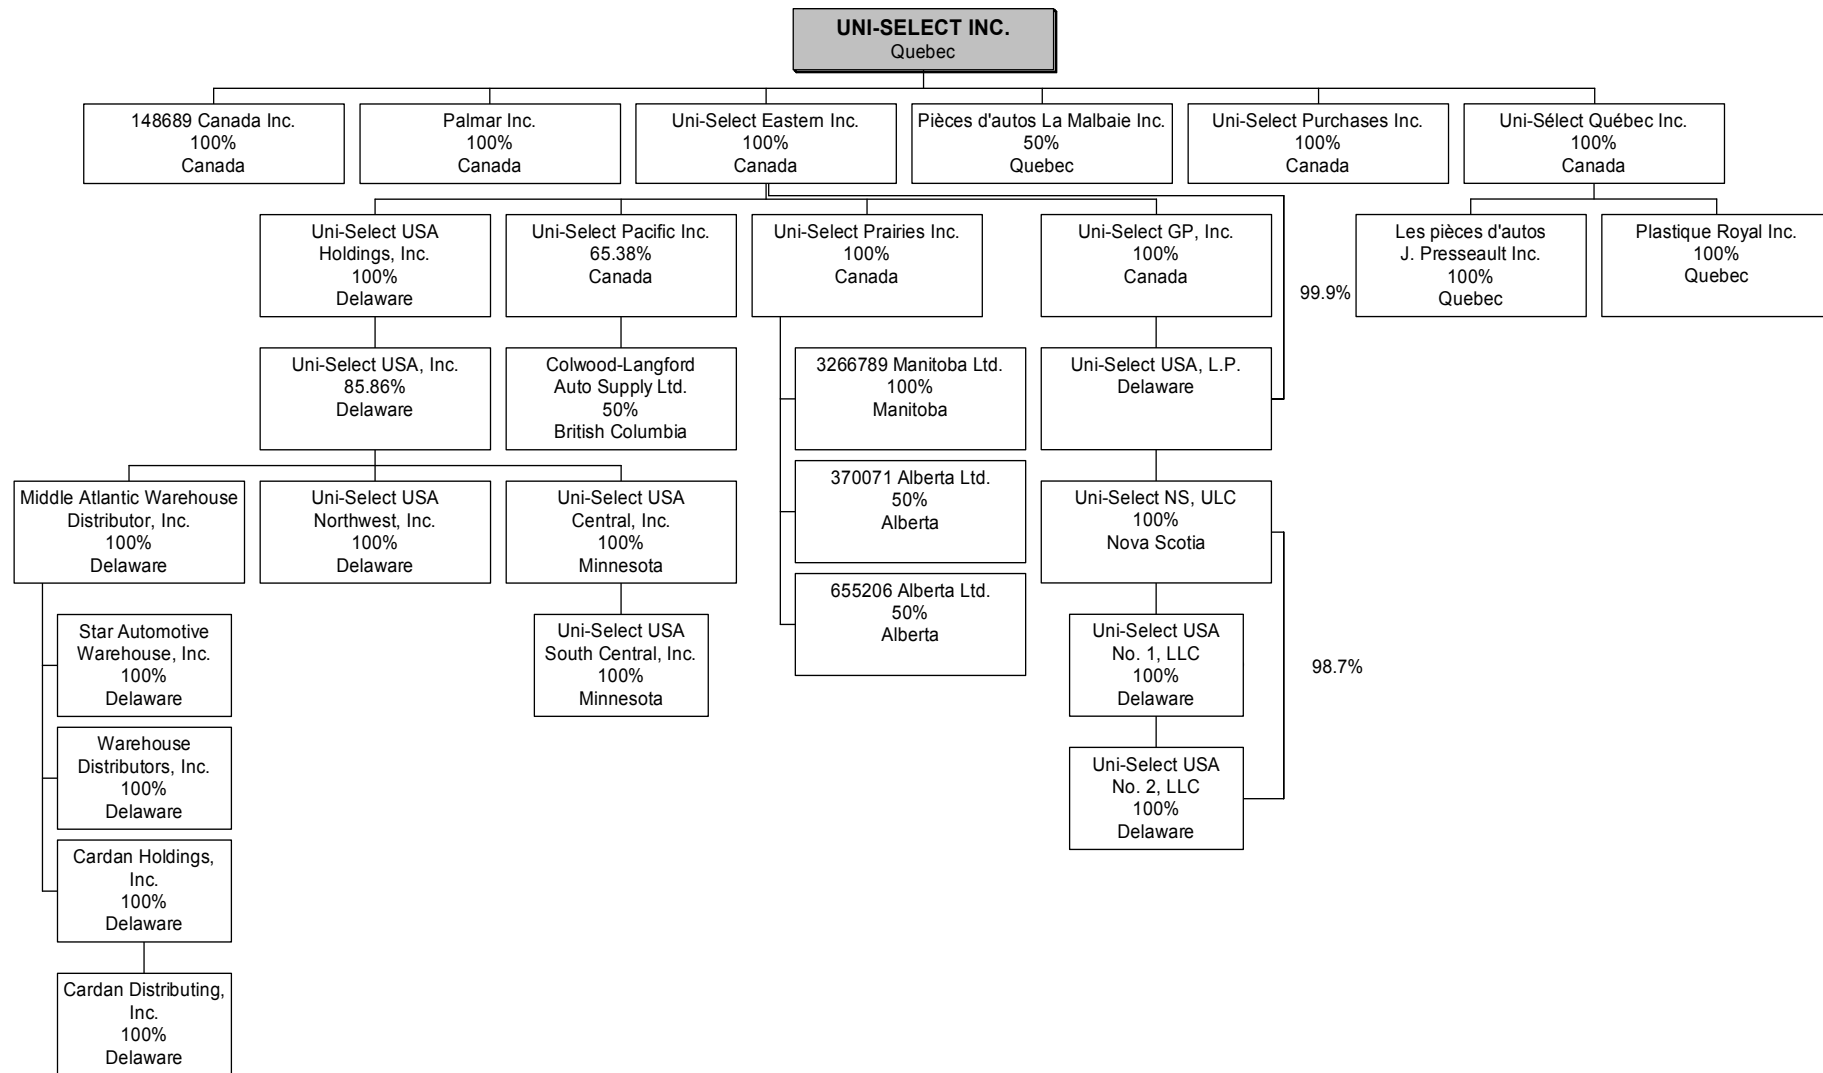 UNI-SELECT INC.
Quebec
148689 Canada Inc.
100%
Canada
Palmar Inc.
100%
Canada
Uni-Select Eastern Inc.
100%
Canada
Pièces d'autos La Malbaie Inc.
50%
Quebec
Uni-Select Purchases Inc.
100%
Canada
Uni-Sélect Québec Inc.
100%
Canada
Uni-Select USA
Holdings, Inc.
100%
Delaware
Uni-Select Pacific Inc.
65.38%
Canada
Uni-Select Prairies Inc.
100%
Canada
Uni-Select GP, Inc.
100%
Canada
99.9%
Les pièces d'autos
J. Presseault Inc.
100%
Quebec
Plastique Royal Inc.
100%
Quebec
Uni-Select USA, Inc.
85.86%
Delaware
Colwood-Langford
Auto Supply Ltd.
50%
British Columbia
3266789 Manitoba Ltd.
100%
Manitoba
Uni-Select USA, L.P.
Delaware
Middle Atlantic Warehouse
Distributor, Inc.
100%
Delaware
Uni-Select USA
Northwest, Inc.
100%
Delaware
Uni-Select USA
Central, Inc.
100%
Minnesota
370071 Alberta Ltd.
50%
Alberta
Uni-Select NS, ULC
100%
Nova Scotia
655206 Alberta Ltd.
50%
Alberta
Star Automotive
Warehouse, Inc.
100%
Delaware
Uni-Select USA
South Central, Inc.
100%
Minnesota
Uni-Select USA
No. 1, LLC
100%
Delaware
98.7%
Warehouse
Distributors, Inc.
100%
Delaware
Uni-Select USA
No. 2, LLC
100%
Delaware
Cardan Holdings,
Inc.
100%
Delaware
Cardan Distributing,
Inc.
100%
Delaware